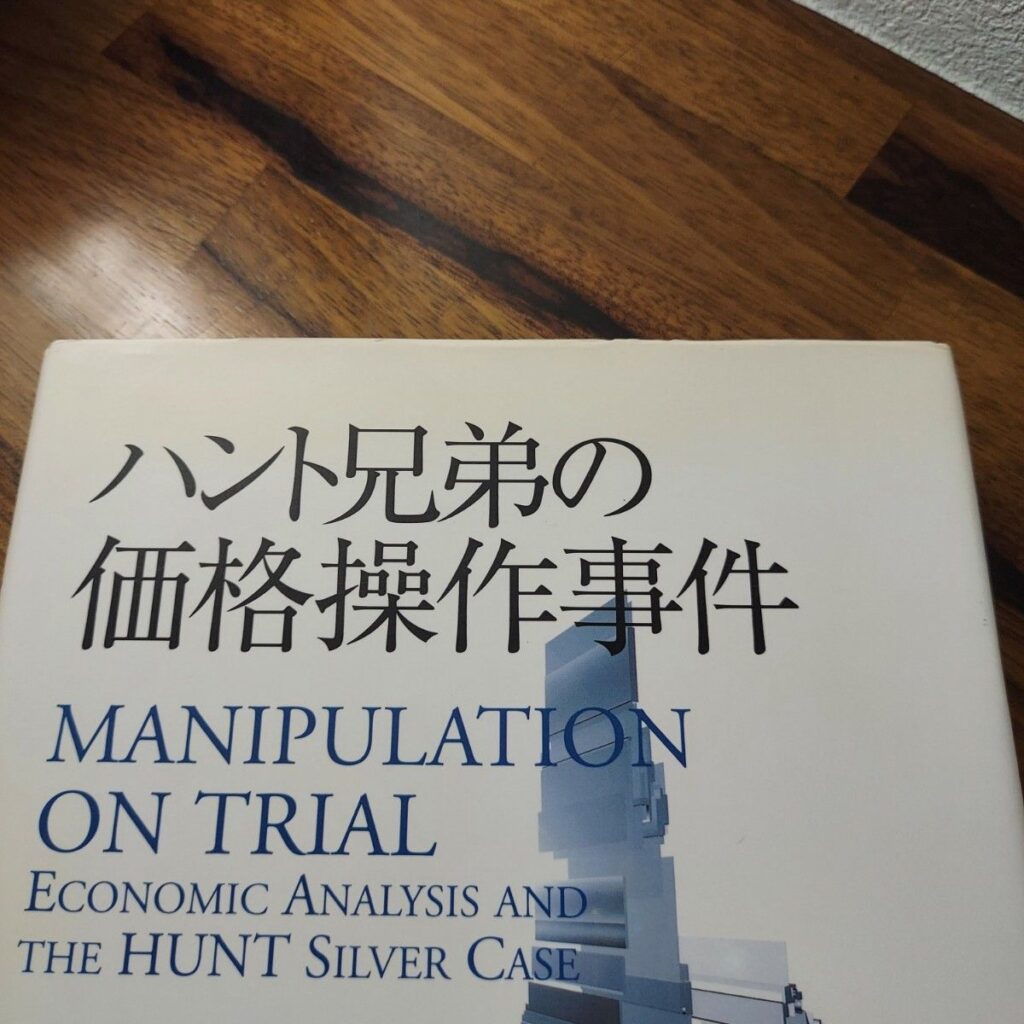 ハント兄弟の
価格操作事件
MANIPULATION
ON TRIAL
ECONOMIC ANALYSIS AND
THE HUNT SILVER CASE